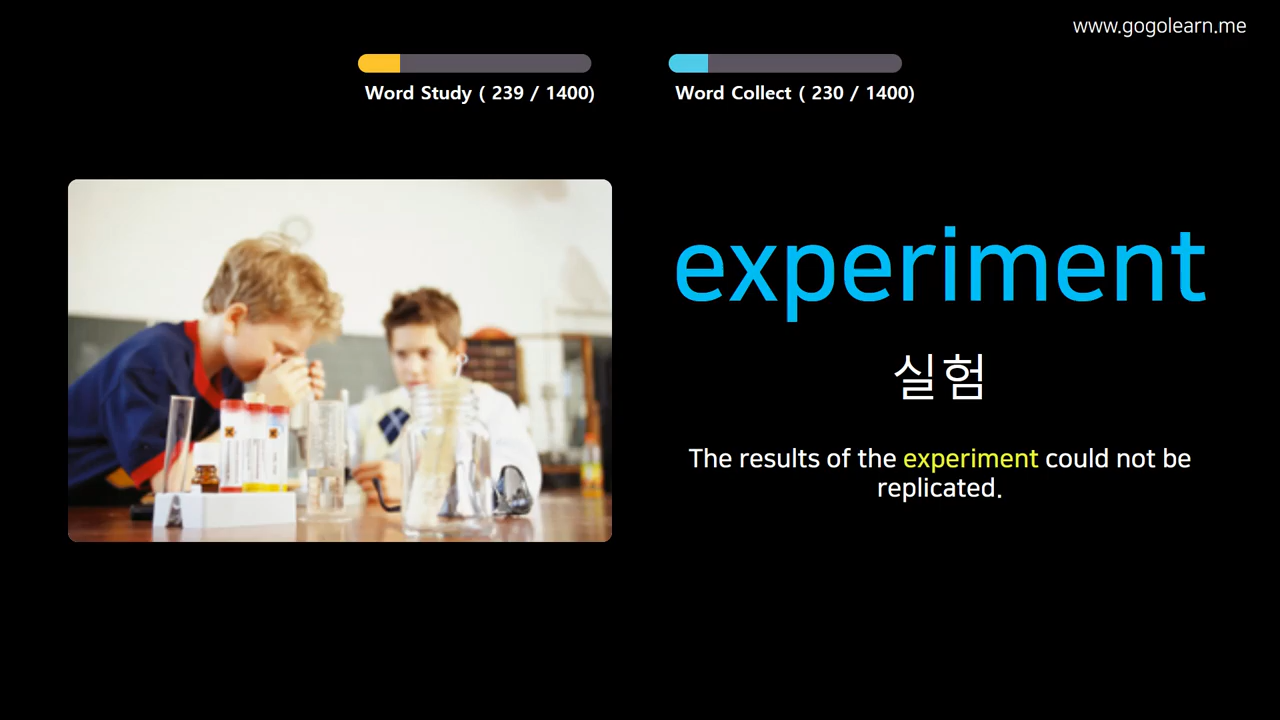 www.gogolearn.me
Word Study ( 239 / 1400)
Word Collect ( 230 / 1400)
experiment
실험
The results of the experiment could not be
replicated.